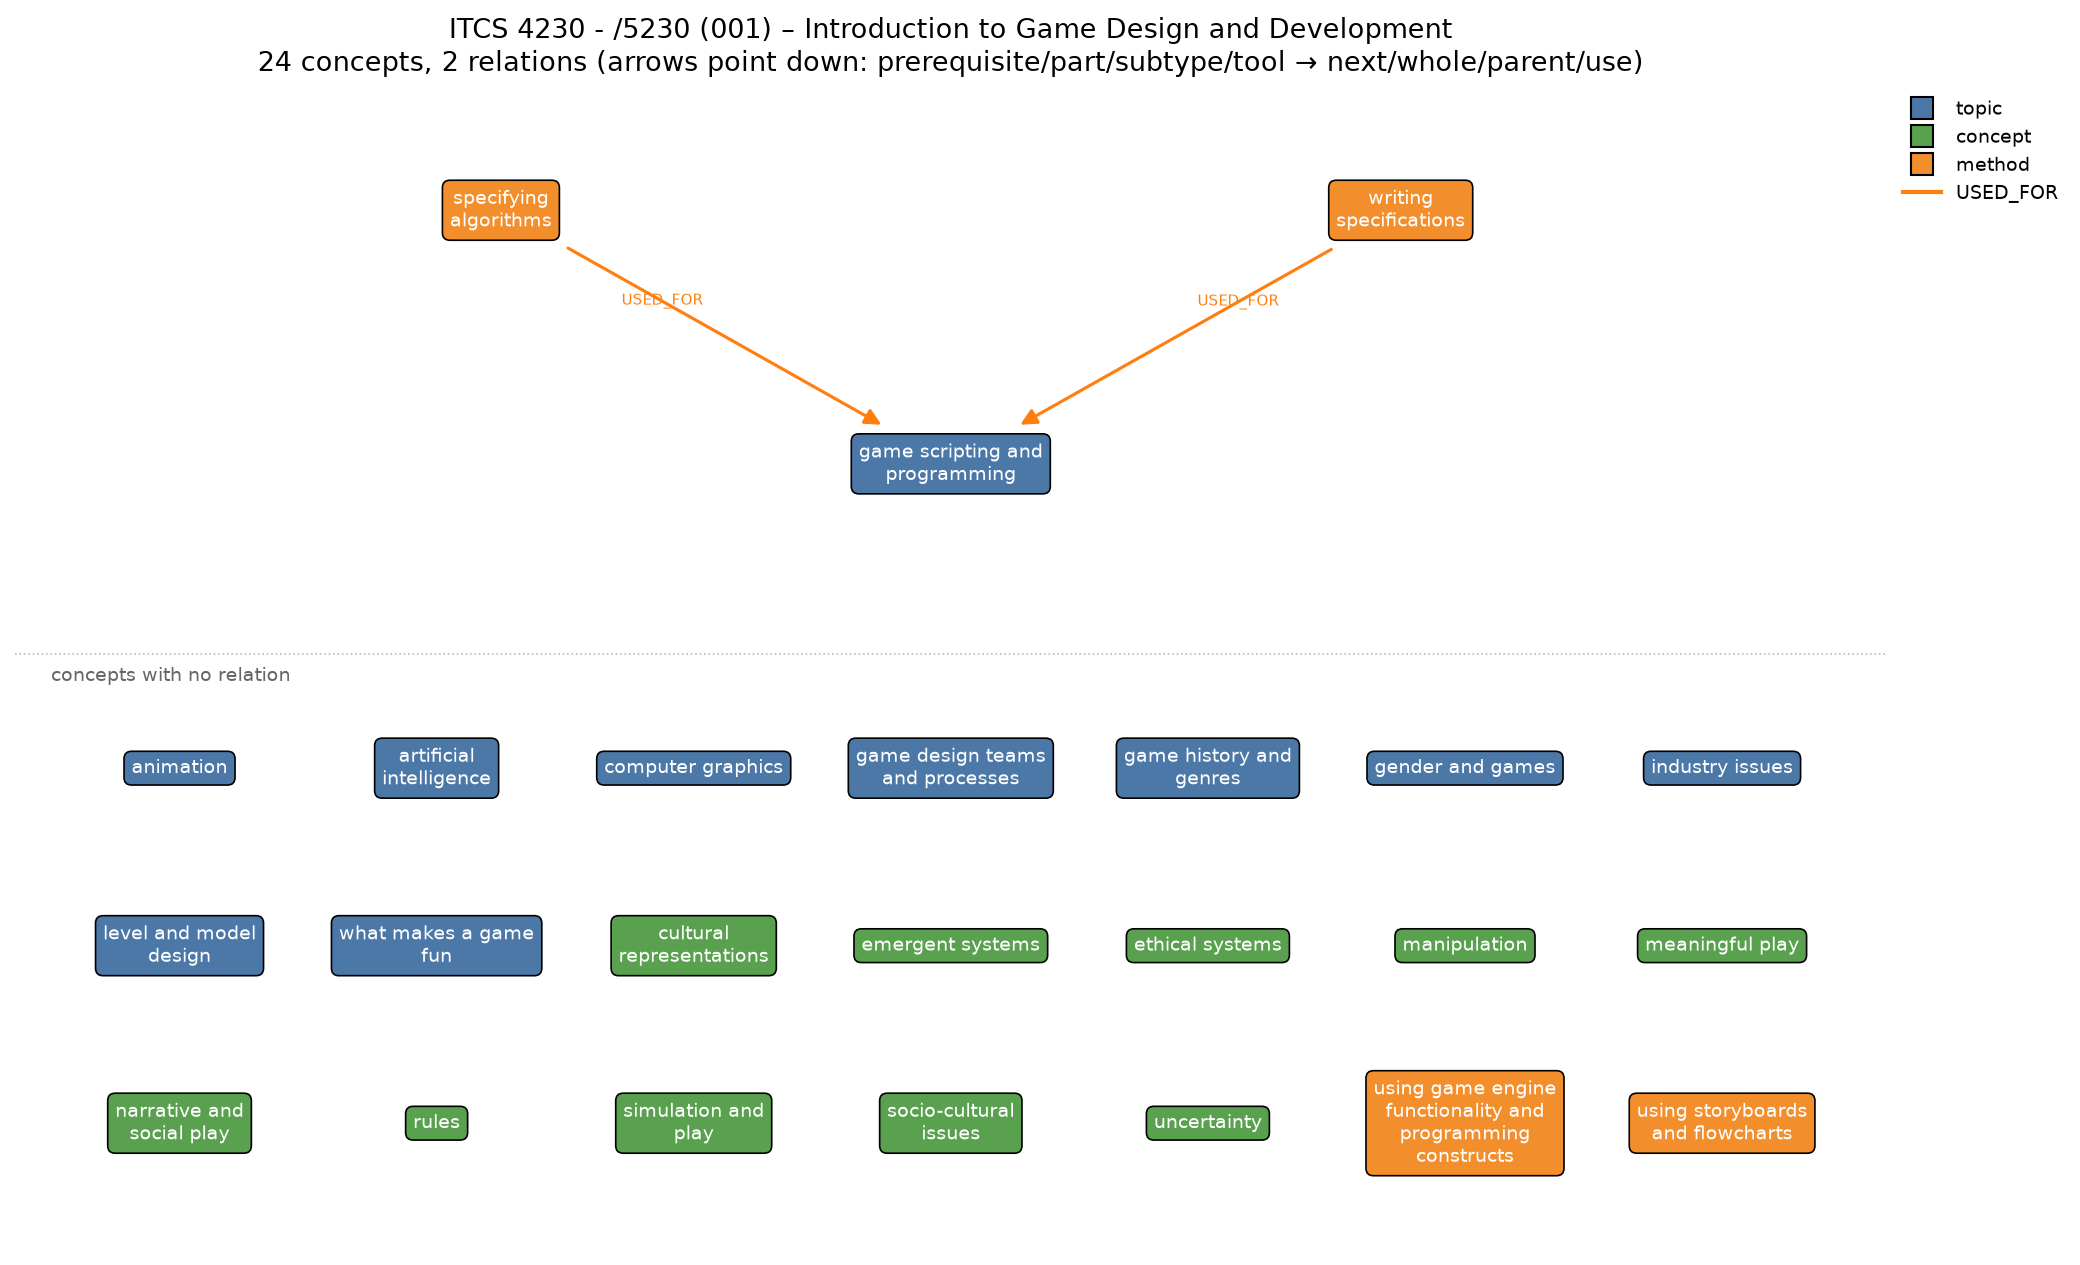 ITCS 4230 - /5230 (001) – Introduction to Game Design and Development
24 concepts, 2 relations (arrows point down: prerequisite/part/subtype/tool → next/whole/parent/use)
topic
concept
method
USED_FOR
specifying
algorithms
writing
specifications
USED_FOR
USED_FOR
game scripting and
programming
concepts with no relation
animation
artificial
intelligence
computer graphics
game design teams
and processes
game history and
genres
gender and games
industry issues
level and model
design
what makes a game
fun
cultural
representations
emergent systems
ethical systems
manipulation
meaningful play
narrative and
social play
rules
simulation and
play
socio-cultural
issues
uncertainty
using game engine
functionality and
programming
constructs
using storyboards
and flowcharts